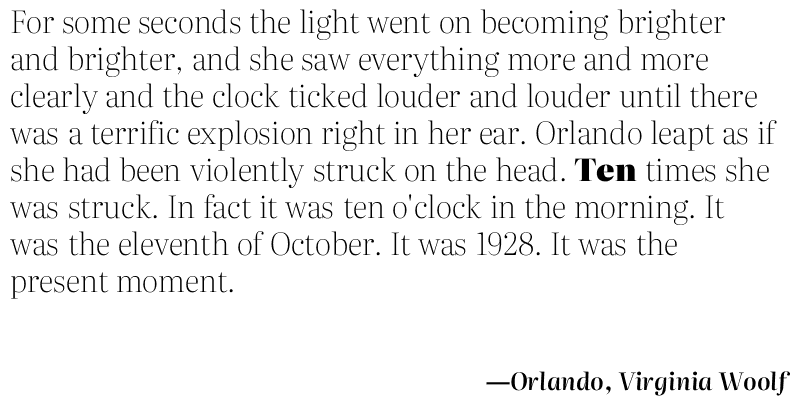 For some seconds the light went on becoming brighter
and brighter, and she saw everything more and more
clearly and the clock ticked louder and louder until there
was a terrific explosion right in her ear. Orlando leapt as if
she had been violently struck on the head. Ten times she
was struck. In fact it was ten o'clock in the morning. It
was the eleventh of October. It was 1928. It was the
present moment.
—Orlando, Virginia Woolf